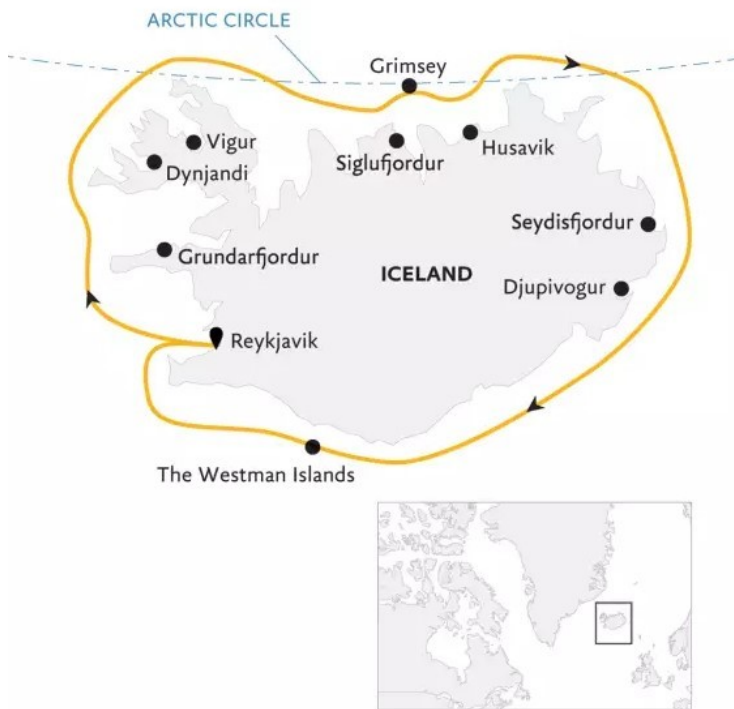 ARCTIC CIRCLE
Grimsey
Vigur
Husavik
Siglufjordur
Dynjandi
Seydisfjordur
Grundarfjordur
ICELAND
Djupivogur
Reykjavik
The Westman Islands